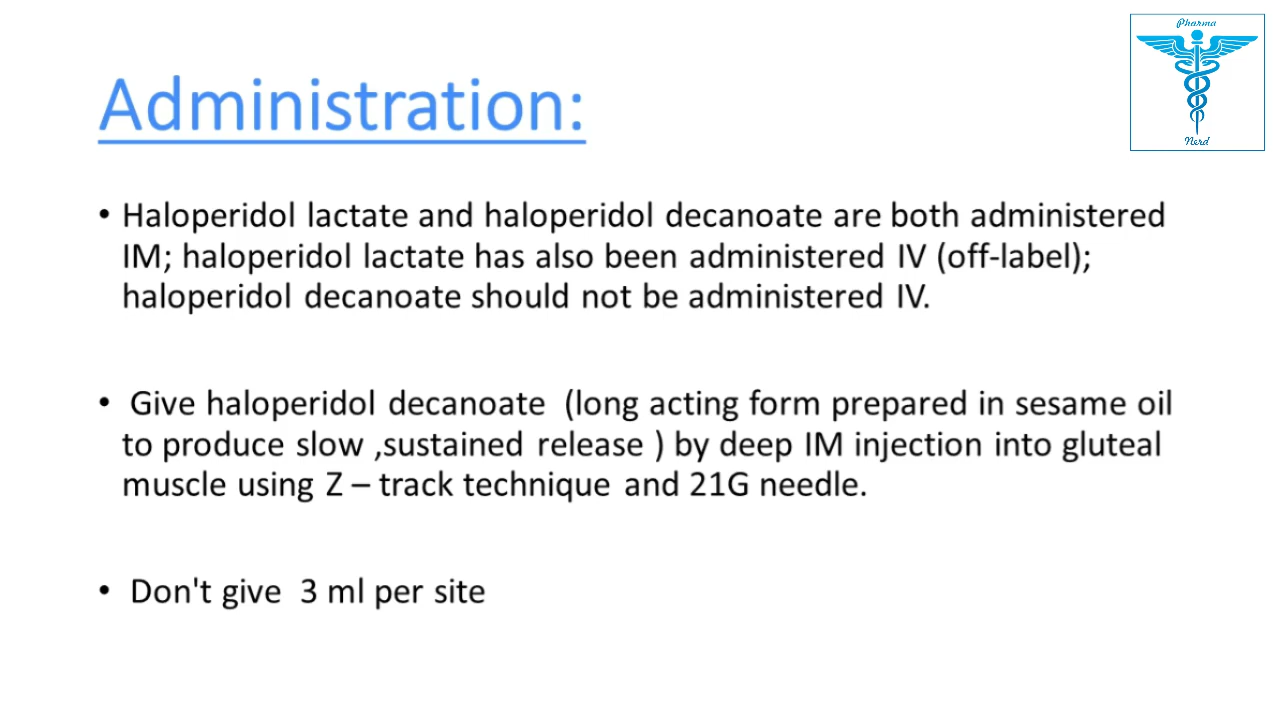 Pharma
Nerd
Administration:
• Haloperidol lactate and haloperidol decanoate are both administered
IM; haloperidol lactate has also been administered IV (off-label);
haloperidol decanoate should not be administered IV.
• Give haloperidol decanoate (long acting form prepared in sesame oil
to produce slow ,sustained release ) by deep IM injection into gluteal
muscle using Z – track technique and 21G needle.
• Don't give 3 ml per site